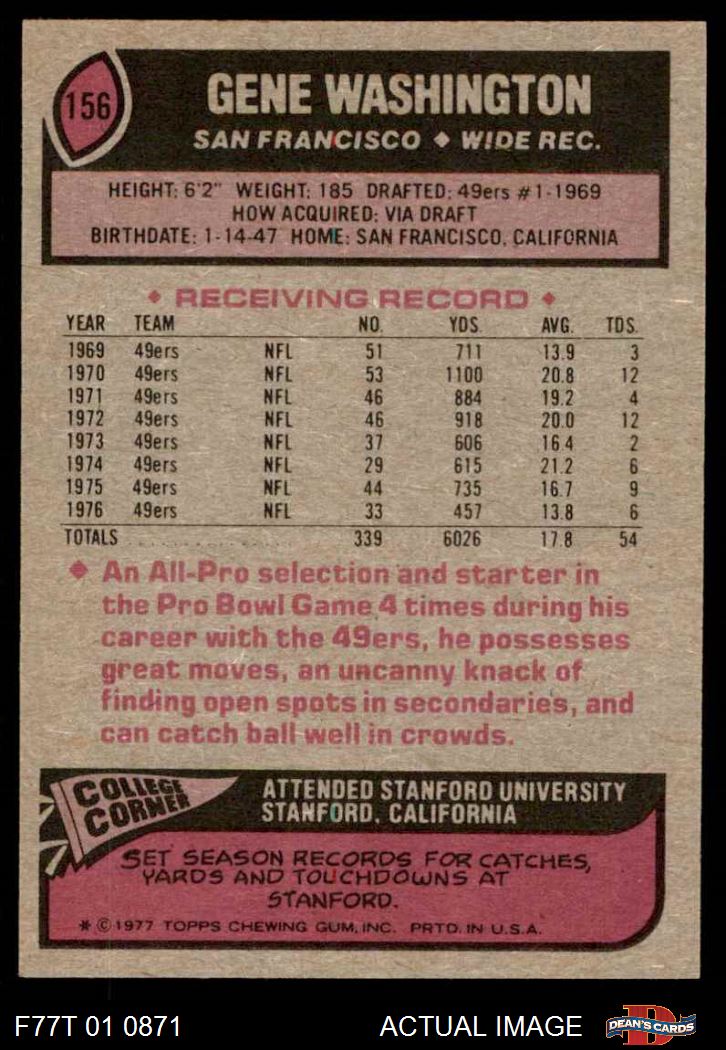 156
GENE WASHINGTON
SAN FRANCISCO ♦ WIDE REC.
HEIGHT: 6'2" WEIGHT: 185 DRAFTED: 49ers #1-1969
HOW ACQUIRED: VIA DRAFT
BIRTHDATE: 1-14-47 HOME: SAN FRANCISCO, CALIFORNIA
♦ RECEIVING RECORD ♦
YEAR TEAM NO. YDS. AVG. TDS.
1969 49ers NFL 51 711 13.9 3
1970 49ers NFL 53 1100 20.8 12
1971 49ers NFL 46 884 19.2 4
1972 49ers NFL 46 918 20.0 12
1973 49ers NFL 37 606 16.4 2
1974 49ers NFL 29 615 21.2 6
1975 49ers NFL 44 735 16.7 9
1976 49ers NFL 33 457 13.8 6
TOTALS 339 6026 17.8 54
♦ An All-Pro selection and starter in
the Pro Bowl Game 4 times during his
career with the 49ers, he possesses
great moves, an uncanny knack of
finding open spots in secondaries, and
can catch ball well in crowds.
COLLEGE
CORNER
ATTENDED STANFORD UNIVERSITY
STANFORD, CALIFORNIA
SET SEASON RECORDS FOR CATCHES,
YARDS AND TOUCHDOWNS AT
STANFORD.
* © 1977 TOPPS CHEWING GUM, INC. PRTD. IN U.S.A.
F77T 01 0871 ACTUAL IMAGE
D
DEAN'S CARDS